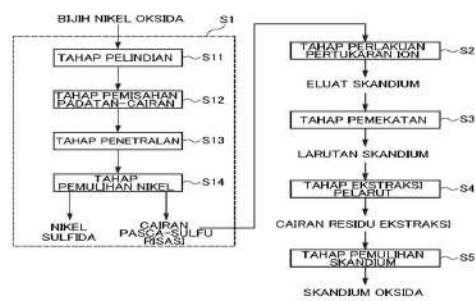 BIJIH NIKEL OKSIDA
S1
TAHAP PELINDIAN
S11
TAHAP PEMISAHAN
PADATAN-CAIRAN
S12
TAHAP PENETRALAN
S13
TAHAP
PEMULIHAN NIKEL
S14
NIKEL
SULFIDA
CAIRAN
PASCA-SULFU
RISASI
TAHAP PERLAKUAN
PERTUKARAN ION
S2
ELUAT SKANDIUM
TAHAP PEMEKATAN
S3
LARUTAN SKANDIUM
TAHAP EKSTRAKSI
PELARUT
S4
CAIRAN RESIDU EKSTRAKSI
TAHAP PEMULIHAN
SKANDIUM
S5
SKANDIUM OKSIDA